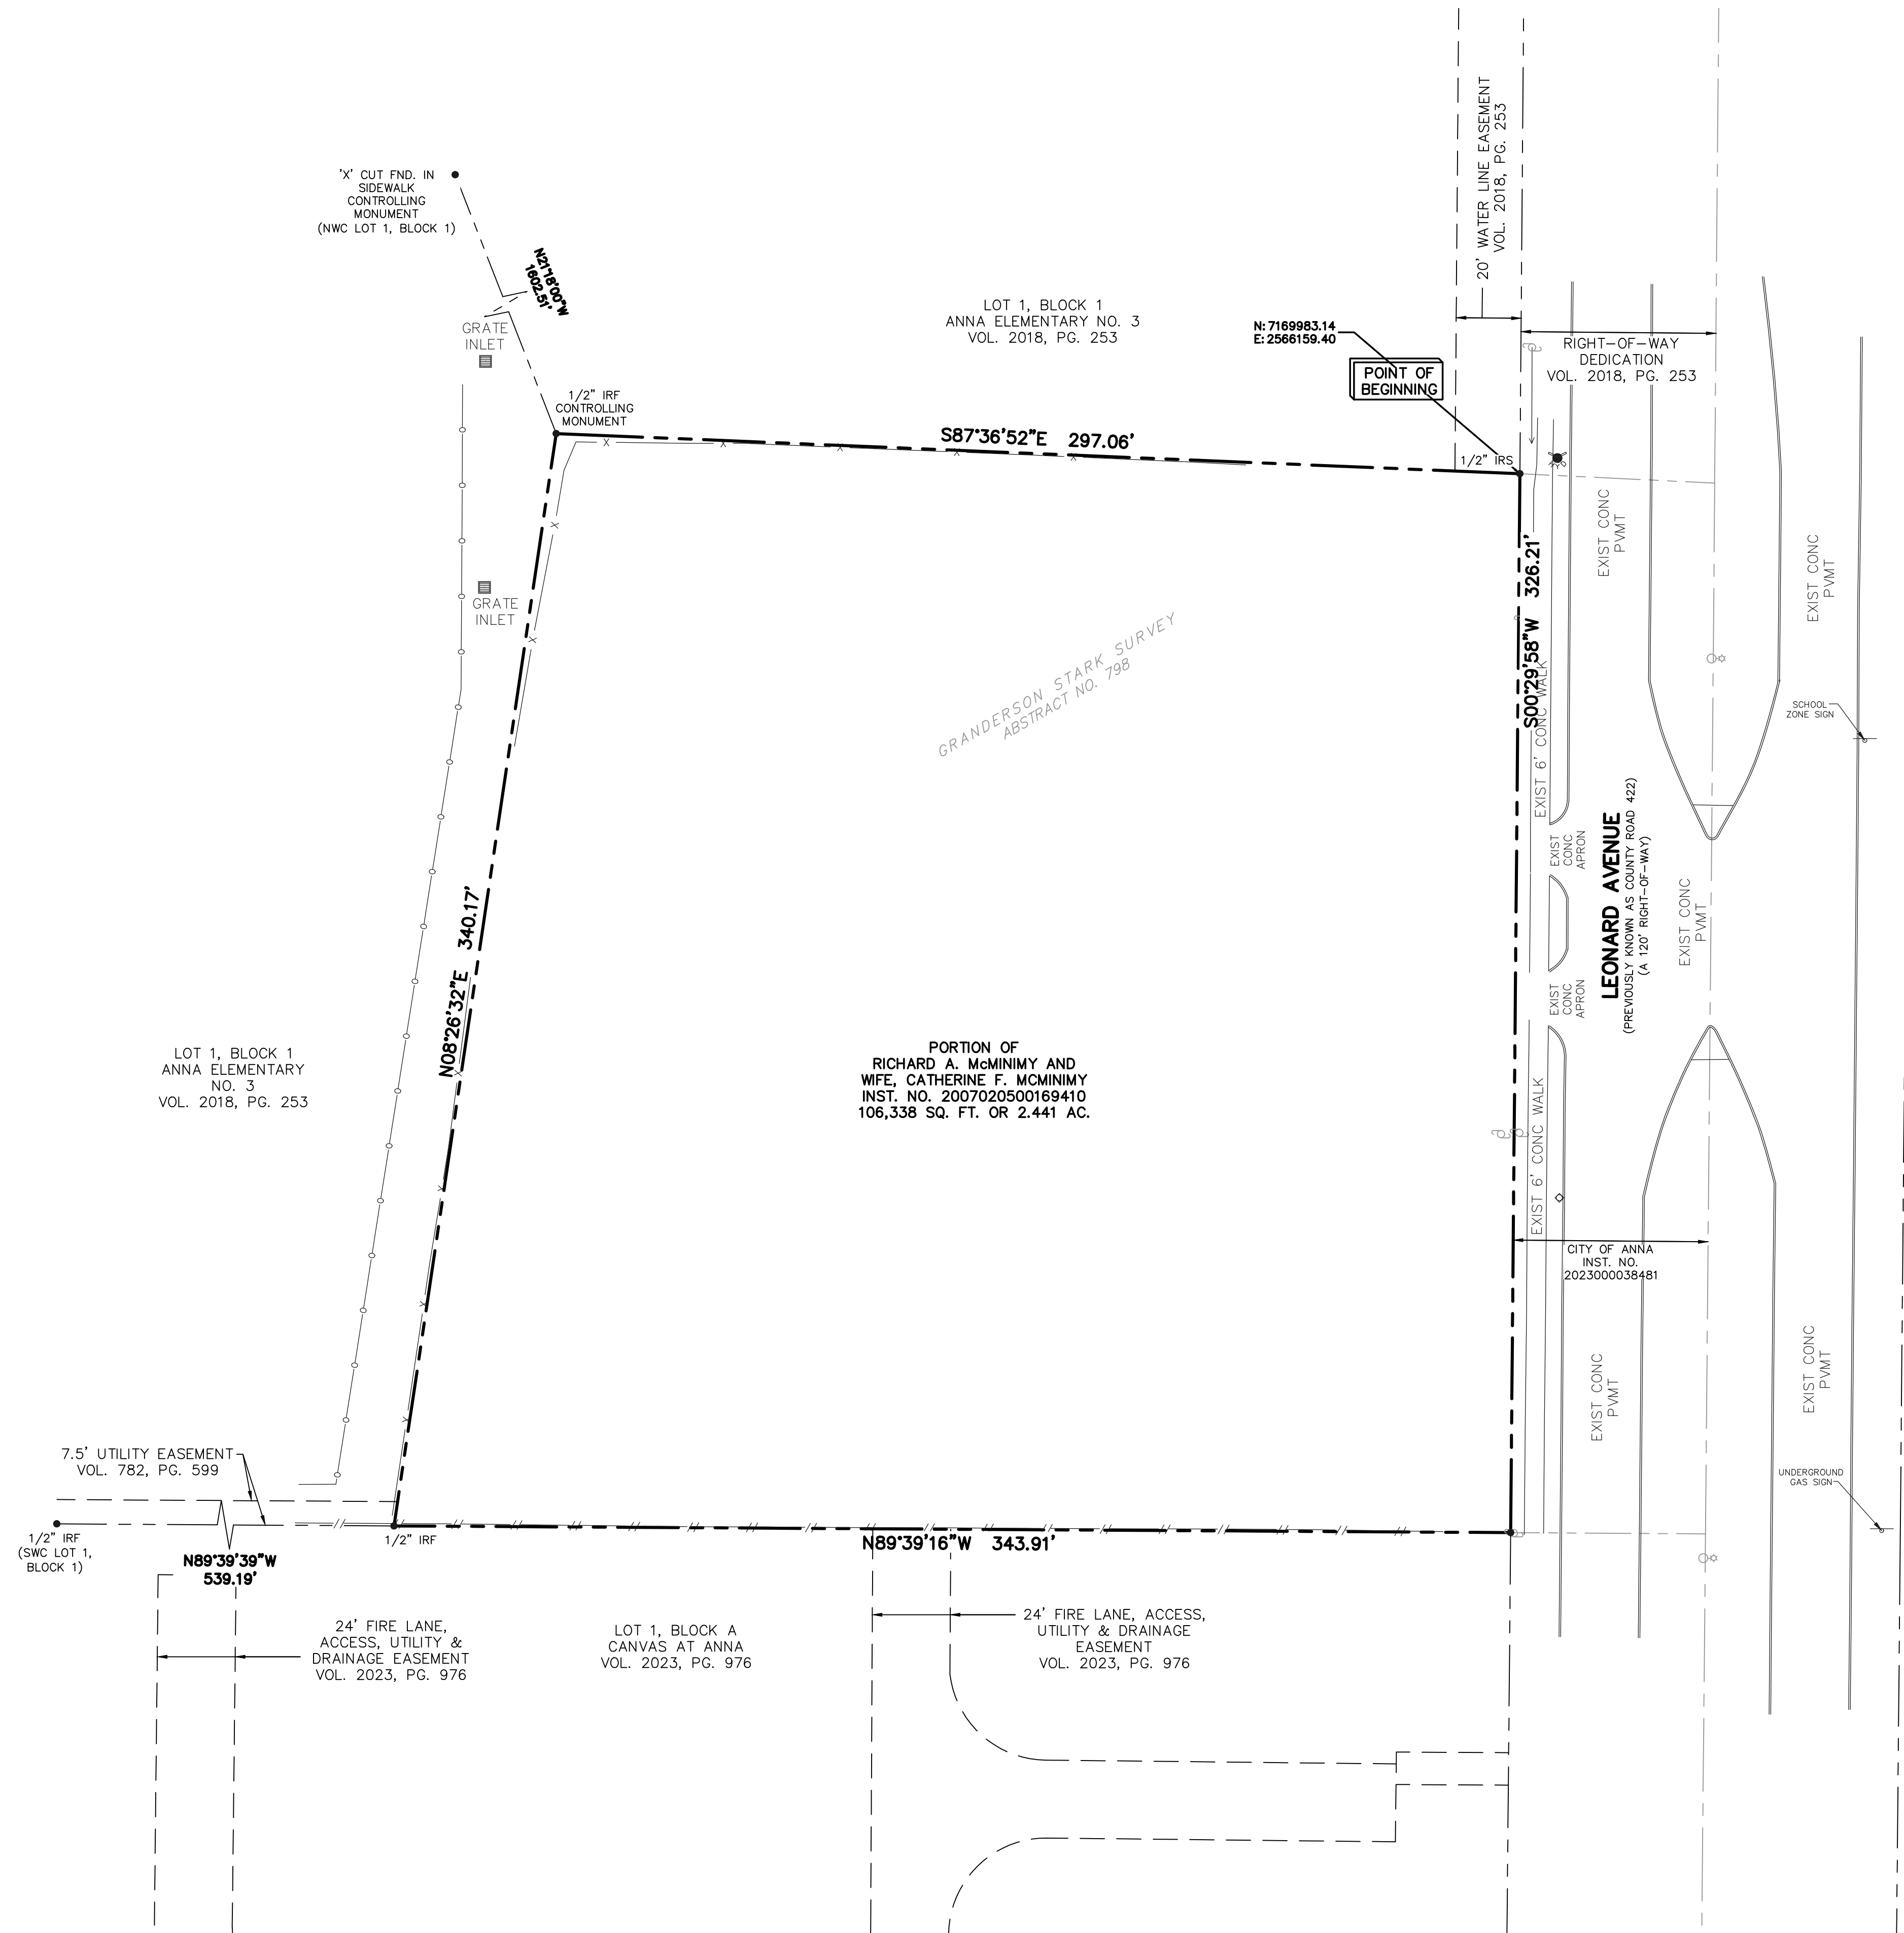 20' WATER LINE EASEMENT
VOL. 2018, PG. 253
'X' CUT FND. IN
SIDEWALK
CONTROLLING
MONUMENT
(NWC LOT 1, BLOCK 1)
N21°18'00"W
1602.51'
GRATE
INLET
LOT 1, BLOCK 1
ANNA ELEMENTARY NO. 3
VOL. 2018, PG. 253
N: 7169983.14
E: 2566159.40
POINT OF
BEGINNING
RIGHT-OF-WAY
DEDICATION
VOL. 2018, PG. 253
1/2" IRF
CONTROLLING
MONUMENT
S87°36'52"E 297.06'
1/2" IRS
EXIST CONC
PVMT
EXIST CONC
PVMT
S00°29'58"W 326.21'
GRATE
INLET
GRANDERSON STARK SURVEY
ABSTRACT NO. 798
EXIST 6' CONC WALK
SCHOOL
ZONE SIGN
EXIST
CONC
APRON
LEONARD AVENUE
(PREVIOUSLY KNOWN AS COUNTY ROAD 422)
(A 120' RIGHT-OF-WAY)
EXIST CONC
PVMT
N08°26'32"E 340.17'
EXIST
CONC
APRON
LOT 1, BLOCK 1
ANNA ELEMENTARY
NO. 3
VOL. 2018, PG. 253
PORTION OF
RICHARD A. McMINIMY AND
WIFE, CATHERINE F. MCMINIMY
INST. NO. 2007020500169410
106,338 SQ. FT. OR 2.441 AC.
EXIST 6' CONC WALK
CITY OF ANNA
INST. NO.
2023000038481
EXIST CONC
PVMT
EXIST CONC
PVMT
7.5' UTILITY EASEMENT
VOL. 782, PG. 599
UNDERGROUND
GAS SIGN
1/2" IRF
(SWC LOT 1,
BLOCK 1)
1/2" IRF
N89°39'16"W 343.91'
N89°39'39"W
539.19'
24' FIRE LANE,
ACCESS, UTILITY &
DRAINAGE EASEMENT
VOL. 2023, PG. 976
LOT 1, BLOCK A
CANVAS AT ANNA
VOL. 2023, PG. 976
24' FIRE LANE, ACCESS,
UTILITY & DRAINAGE
EASEMENT
VOL. 2023, PG. 976